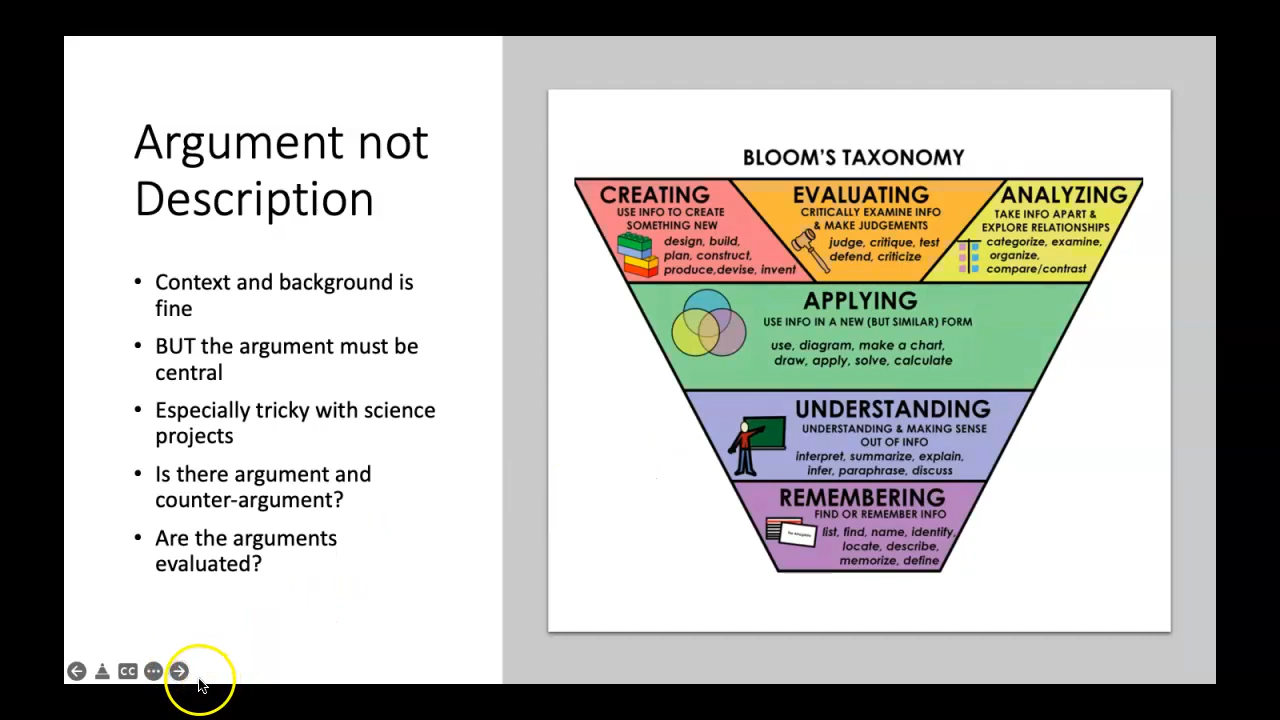 Argument not
Description
• Context and background is
fine
• BUT the argument must be
central
• Especially tricky with science
projects
• Is there argument and
counter-argument?
• Are the arguments
evaluated?
BLOOM'S TAXONOMY
CREATING
USE INFO TO CREATE
SOMETHING NEW
design, build,
plan, construct,
produce,devise, invent
EVALUATING
CRITICALLY EXAMINE INFO
& MAKE JUDGEMENTS
judge, critique, test
defend, criticize
ANALYZING
TAKE INFO APART &
EXPLORE RELATIONSHIPS
categorize, examine,
organize,
compare/contrast
APPLYING
USE INFO IN A NEW (BUT SIMILAR) FORM
use, diagram, make a chart,
draw, apply, solve, calculate
UNDERSTANDING
UNDERSTANDING & MAKING SENSE
OUT OF INFO
interpret, summarize, explain,
infer, paraphrase, discuss
REMEMBERING
FIND OR REMEMBER INFO
list, find, name, identify,
locate, describe,
memorize, define
CC